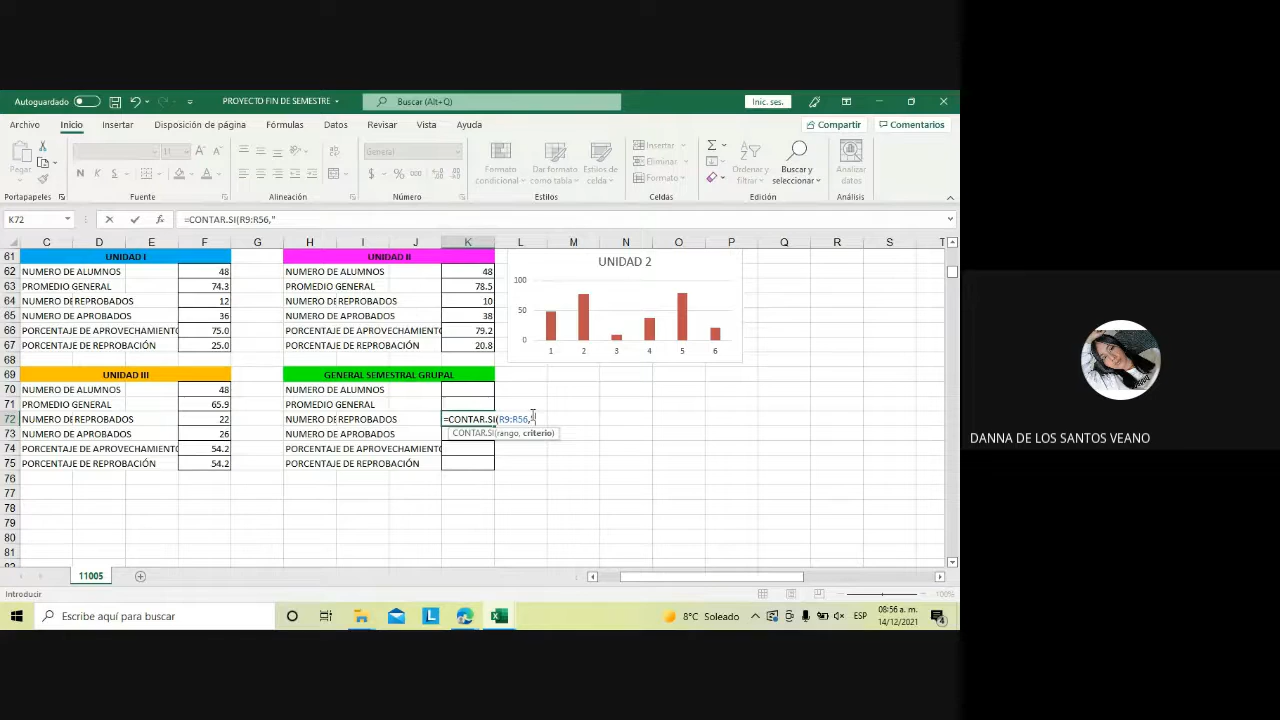 Autoguardado
PROYECTO FIN DE SEMESTRE
Buscar (Alt+Q)
Inic. ses.
Archivo Inicio Insertar Disposición de página Fórmulas Datos Revisar Vista Ayuda
Compartir Comentarios
Pegar
11
N K S
General
Formato condicional
Dar formato como tabla
Estilos de celda
Insertar
Eliminar
Formato
Ordenar y filtrar
Buscar y seleccionar
Analizar datos
Portapapeles Fuente Alineación Número Estilos Celdas Edición Análisis
K72 =CONTAR.SI(R9:R56,"
C D E F G H I J K L M N O P Q R S T
61 UNIDAD I UNIDAD II
62 NUMERO DE ALUMNOS 48 NUMERO DE ALUMNOS 48
63 PROMEDIO GENERAL 74.3 PROMEDIO GENERAL 78.5
64 NUMERO DE REPROBADOS 12 NUMERO DE REPROBADOS 10
65 NUMERO DE APROBADOS 36 NUMERO DE APROBADOS 38
66 PORCENTAJE DE APROVECHAMIENTO 75.0 PORCENTAJE DE APROVECHAMIENTO 79.2
67 PORCENTAJE DE REPROBACIÓN 25.0 PORCENTAJE DE REPROBACIÓN 20.8
68
UNIDAD 2
100
50
0
1 2 3 4 5 6
69 UNIDAD III GENERAL SEMESTRAL GRUPAL
70 NUMERO DE ALUMNOS 48 NUMERO DE ALUMNOS
71 PROMEDIO GENERAL 65.9 PROMEDIO GENERAL
72 NUMERO DE REPROBADOS 22 NUMERO DE REPROBADOS =CONTAR.SI(R9:R56,"
CONTAR.SI(rango, criterio)
73 NUMERO DE APROBADOS 26 NUMERO DE APROBADOS
74 PORCENTAJE DE APROVECHAMIENTO 54.2 PORCENTAJE DE APROVECHAMIENTO
75 PORCENTAJE DE REPROBACIÓN 54.2 PORCENTAJE DE REPROBACIÓN
76
77
78
79
80
81
11005
Introducir
100%
Escribe aquí para buscar
8°C Soleado
ESP
08:56 a. m.
14/12/2021
4
DANNA DE LOS SANTOS VEANO